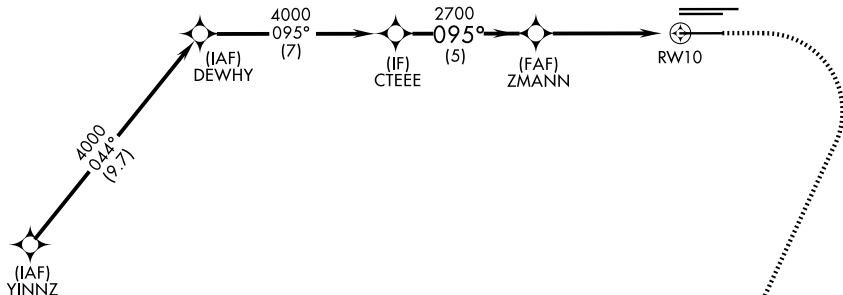 4000
095°
(7)
2700
095°
(5)
(IAF)
DEWHY
(IF)
CTEEE
(FAF)
ZMANN
RW10
4000
044°
(9.7)
(IAF)
YINNZ